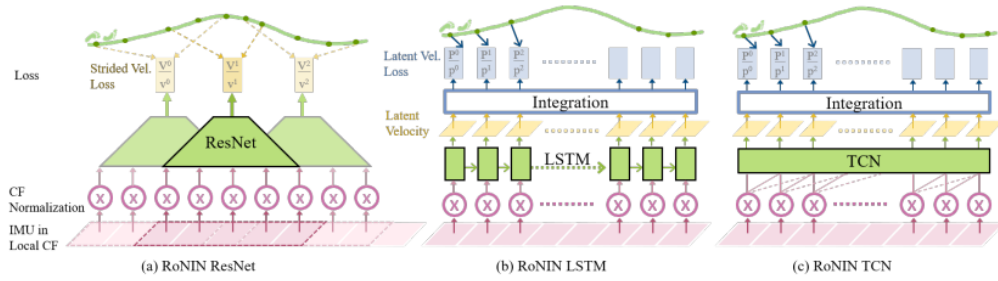 Loss
Strided Vel.
Loss
V⁰
v⁰
V¹
v¹
V²
v²
ResNet
CF
Normalization
X X X X X X X X X
IMU in
Local CF
(a) RoNIN ResNet
Latent Vel.
Loss
P⁰
p⁰
P¹
p¹
P²
p²
Integration
Latent
Velocity
LSTM
X X X X X X
(b) RoNIN LSTM
P⁰
p⁰
P¹
p¹
P²
p²
Integration
TCN
X X X X X X
(c) RoNIN TCN